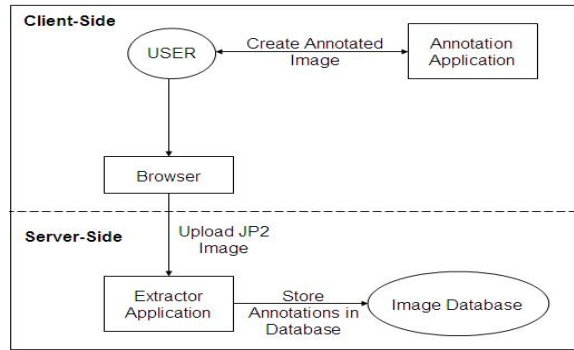 Client-Side
USER
Create Annotated
Image
Annotation
Application
Browser
Server-Side
Upload JP2
Image
Extractor
Application
Store
Annotations in
Database
Image Database